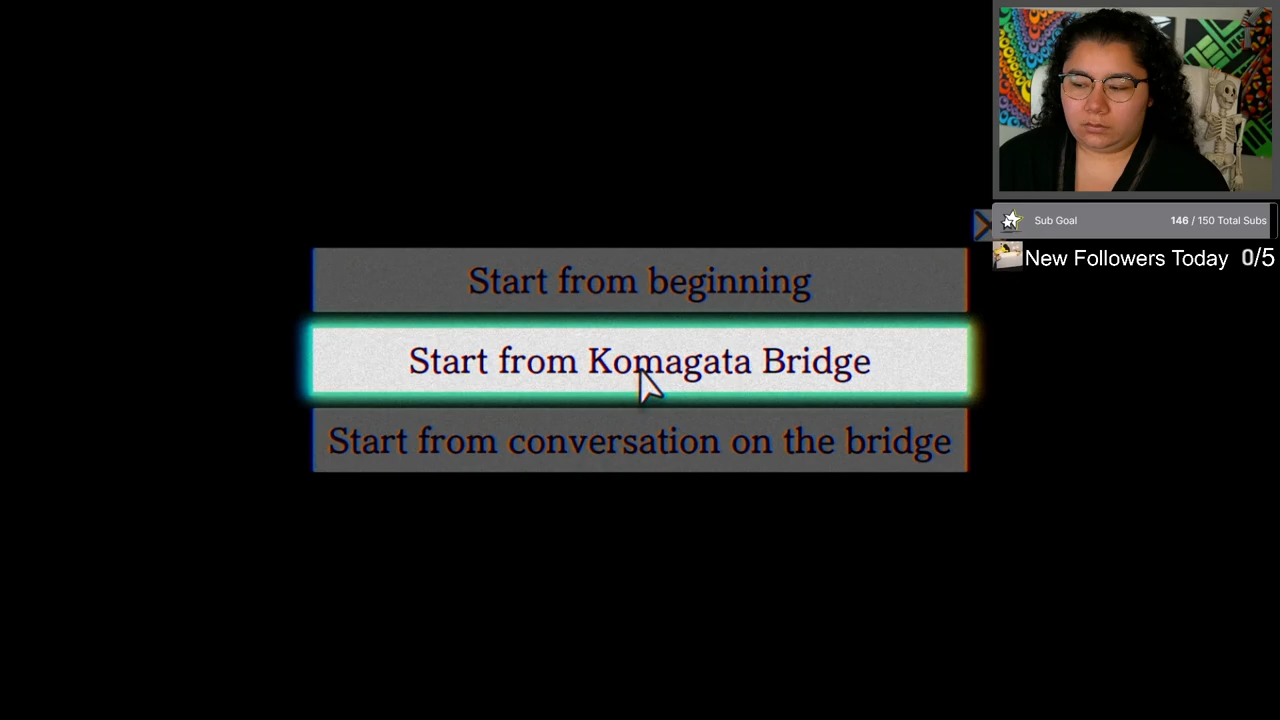 Sub Goal 146 / 150 Total Subs
New Followers Today 0/5
Start from beginning
Start from Komagata Bridge
Start from conversation on the bridge